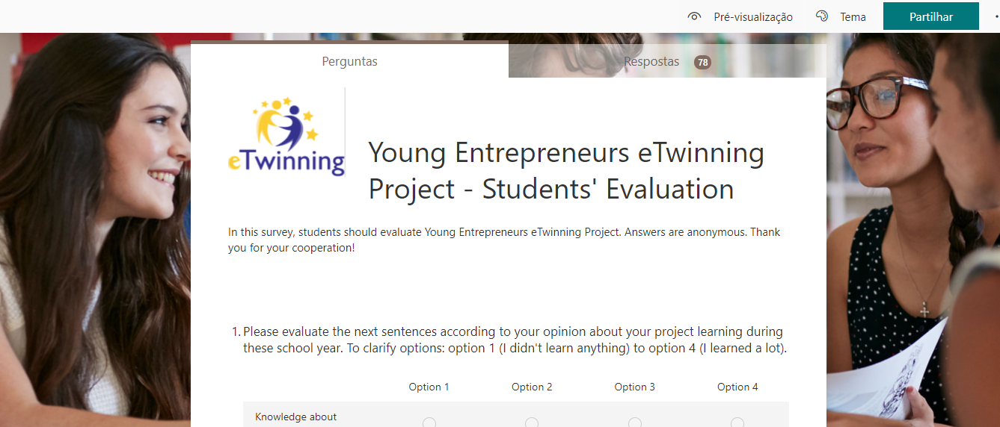 Pré-visualização Tema Partilhar
Perguntas Respostas 78
eTwinning
Young Entrepreneurs eTwinning
Project - Students' Evaluation
In this survey, students should evaluate Young Entrepreneurs eTwinning Project. Answers are anonymous. Thank
you for your cooperation!
1. Please evaluate the next sentences according to your opinion about your project learning during
these school year. To clarify options: option 1 (I didn't learn anything) to option 4 (I learned a lot).
Option 1 Option 2 Option 3 Option 4
Knowledge about